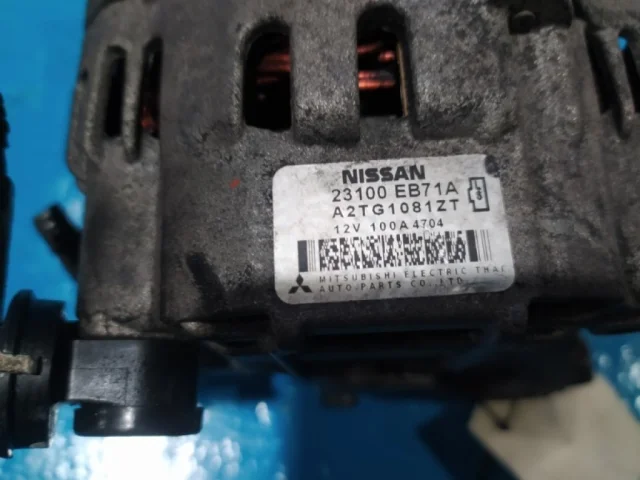 NISSAN
23100 EB71A
A2TG1081ZT
12V 100A 4704
MITSUBISHI ELECTRIC THAI
AUTO.PARTS CO., LTD.